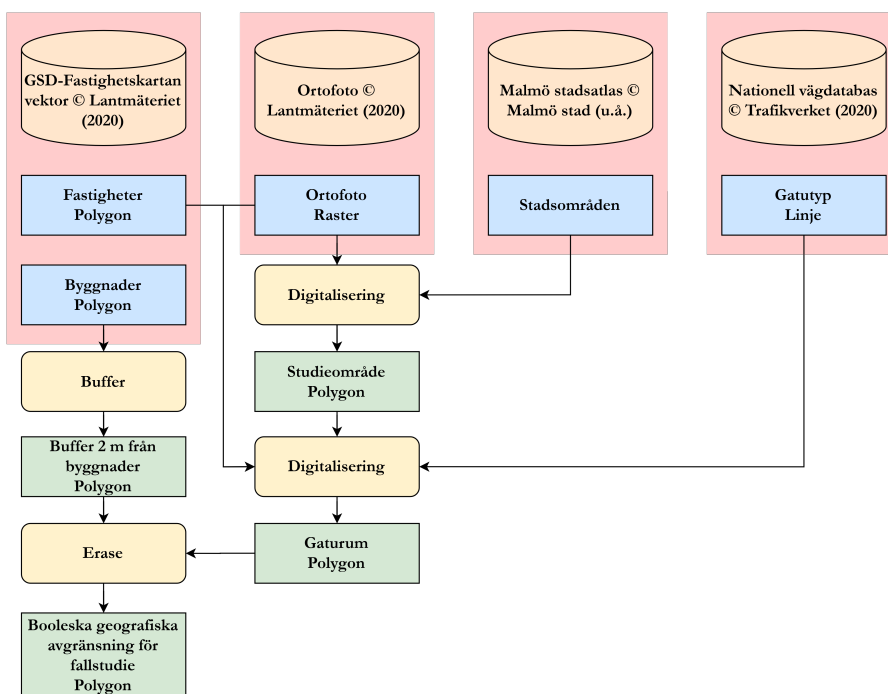 GSD-Fastighetskartan
vektor © Lantmäteriet
(2020)
Ortofoto ©
Lantmäteriet (2020)
Malmö stadsatlas ©
Malmö stad (u.å.)
Nationell vägdatabas
© Trafikverket (2020)
Fastigheter
Polygon
Ortofoto
Raster
Stadsområden
Gatutyp
Linje
Byggnader
Polygon
Digitalisering
Buffer
Studieområde
Polygon
Buffer 2 m från
byggnader
Polygon
Digitalisering
Erase
Gaturum
Polygon
Booleska geografiska
avgränsning för
fallstudie
Polygon